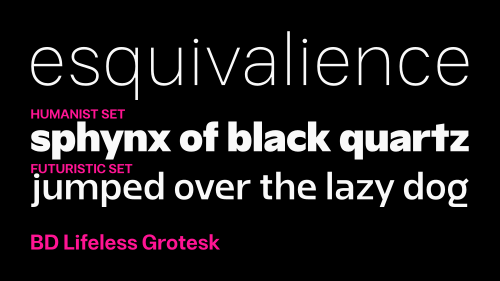 esquivalience
HUMANIST SET
sphynx of black quartz
FUTURISTIC SET
jumped over the lazy dog
BD Lifeless Grotesk